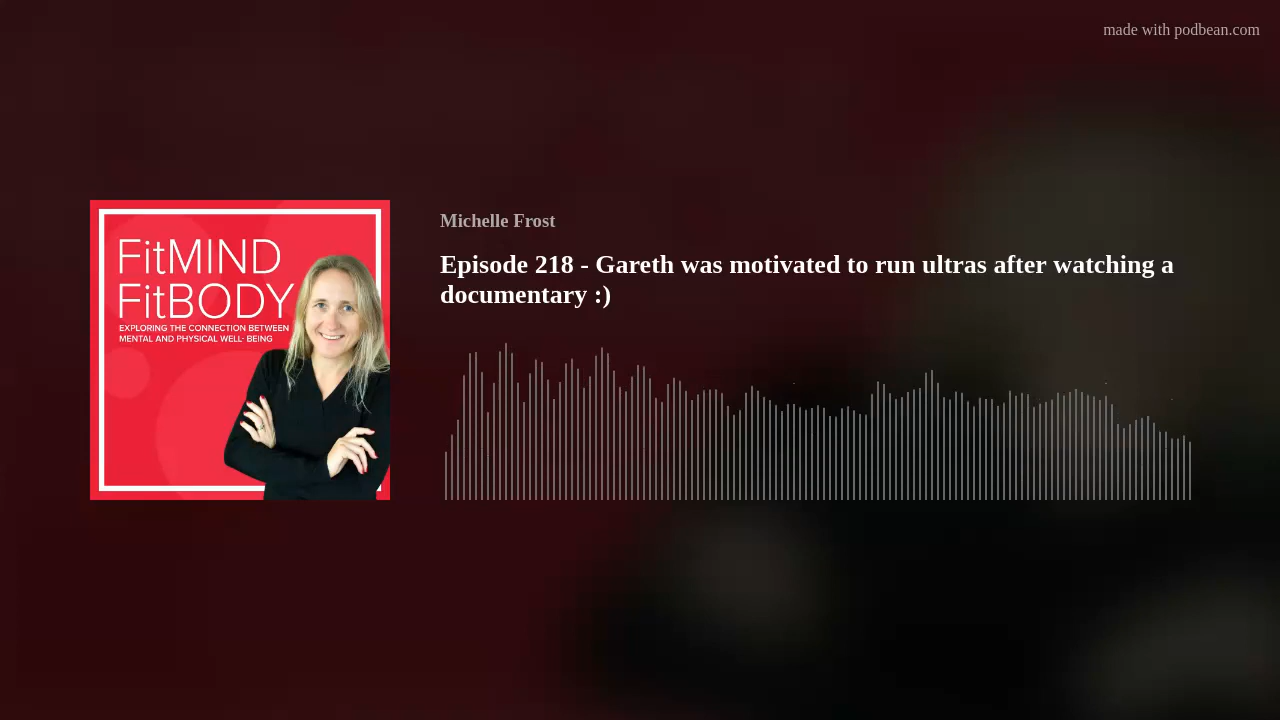 made with podbean.com
FitMIND
FitBODY
EXPLORING THE CONNECTION BETWEEN
MENTAL AND PHYSICAL WELL- BEING
Michelle Frost
Episode 218 - Gareth was motivated to run ultras after watching a
documentary :)